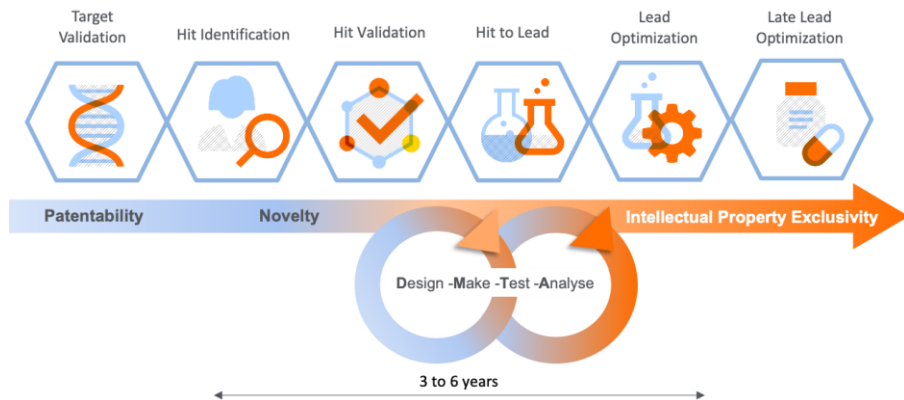 Target
Validation
Hit Identification
Hit Validation
Hit to Lead
Lead
Optimization
Late Lead
Optimization
Patentability
Novelty
Intellectual Property Exclusivity
Design -Make -Test -Analyse
3 to 6 years